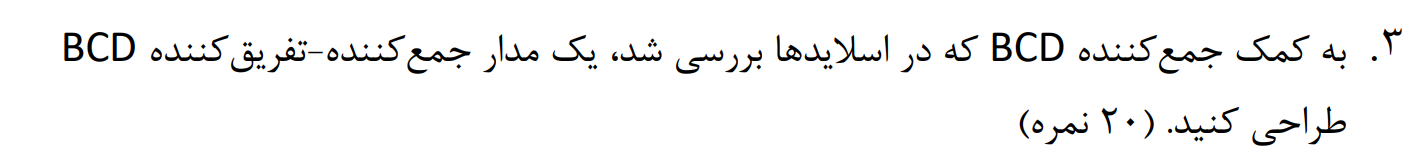 ۳. به کمک جمع‌کننده BCD که در اسلایدها بررسی شد، یک مدار جمع‌کننده-تفریق‌کننده BCD
طراحی کنید. (۲۰ نمره)